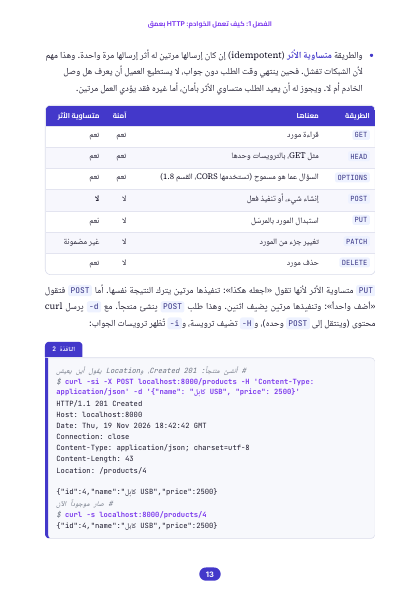 الفصل 1: كيف تعمل الخوادم: HTTP بعمق
• والطريقة متساوية الأثر (idempotent) إن كان إرسالها مرتين له أثر إرسالها مرة واحدة. وهذا مهم
لأن الشبكات تفشل. فحين ينتهي وقت الطلب دون جواب، لا يستطيع العميل أن يعرف هل وصل
الخادم أم لا. ويجوز له أن يعيد الطلب متساوي الأثر بأمان، أما غيره فقد يؤدي العمل مرتين.
الطريقة معناها آمنة متساوية الأثر
GET قراءة مورد نعم نعم
HEAD مثل GET، بالترويسات وحدها نعم نعم
OPTIONS السؤال عما هو مسموح (تستخدمها CORS، القسم 1.8) نعم نعم
POST إنشاء شيء، أو تنفيذ فعل لا لا
PUT استبدال المورد بالمرسَل لا نعم
PATCH تغيير جزء من المورد لا غير مضمونة
DELETE حذف مورد لا نعم
PUT متساوية الأثر لأنها تقول «اجعله هكذا»: تنفيذها مرتين يترك النتيجة نفسها. أما POST فتقول
«أضف واحداً»: وتنفيذها مرتين يضيف اثنين. وهذا طلب POST ينشئ منتجاً. مع -d يرسل curl
محتوى (وينتقل إلى POST وحده)، و -H تضيف ترويسة، و -i تُظهر ترويسات الجواب:
النافذة 2
# أنشئ منتجاً: 201 Created، وLocation يقول أين يعيش
$ curl -si -X POST localhost:8000/products -H 'Content-Type:
application/json' -d '{"name": "كابل USB", "price": 2500}'
HTTP/1.1 201 Created
Host: localhost:8000
Date: Thu, 19 Nov 2026 18:42:42 GMT
Connection: close
Content-Type: application/json; charset=utf-8
Content-Length: 43
Location: /products/4
{"id":4,"name":"كابل USB","price":2500}
# صار موجوداً الآن
$ curl -s localhost:8000/products/4
{"id":4,"name":"كابل USB","price":2500}
13